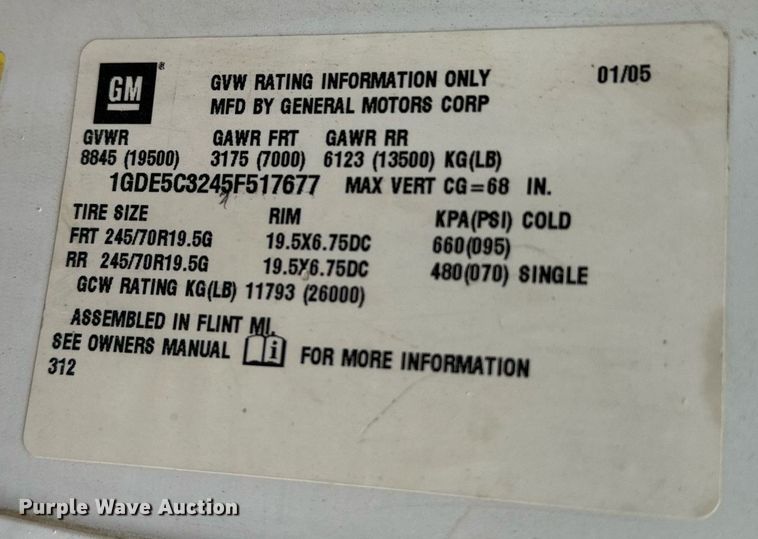 GM ® GVW RATING INFORMATION ONLY 01/05
MFD BY GENERAL MOTORS CORP
GVWR GAWR FRT GAWR RR
8845 (19500) 3175 (7000) 6123 (13500) KG(LB)
1GDE5C3245F517677 MAX VERT CG=68 IN.
TIRE SIZE RIM KPA(PSI) COLD
FRT 245/70R19.5G 19.5X6.75DC 660(095)
RR 245/70R19.5G 19.5X6.75DC 480(070) SINGLE
GCW RATING KG(LB) 11793 (26000)
ASSEMBLED IN FLINT MI.
SEE OWNERS MANUAL i FOR MORE INFORMATION
312
Purple Wave Auction